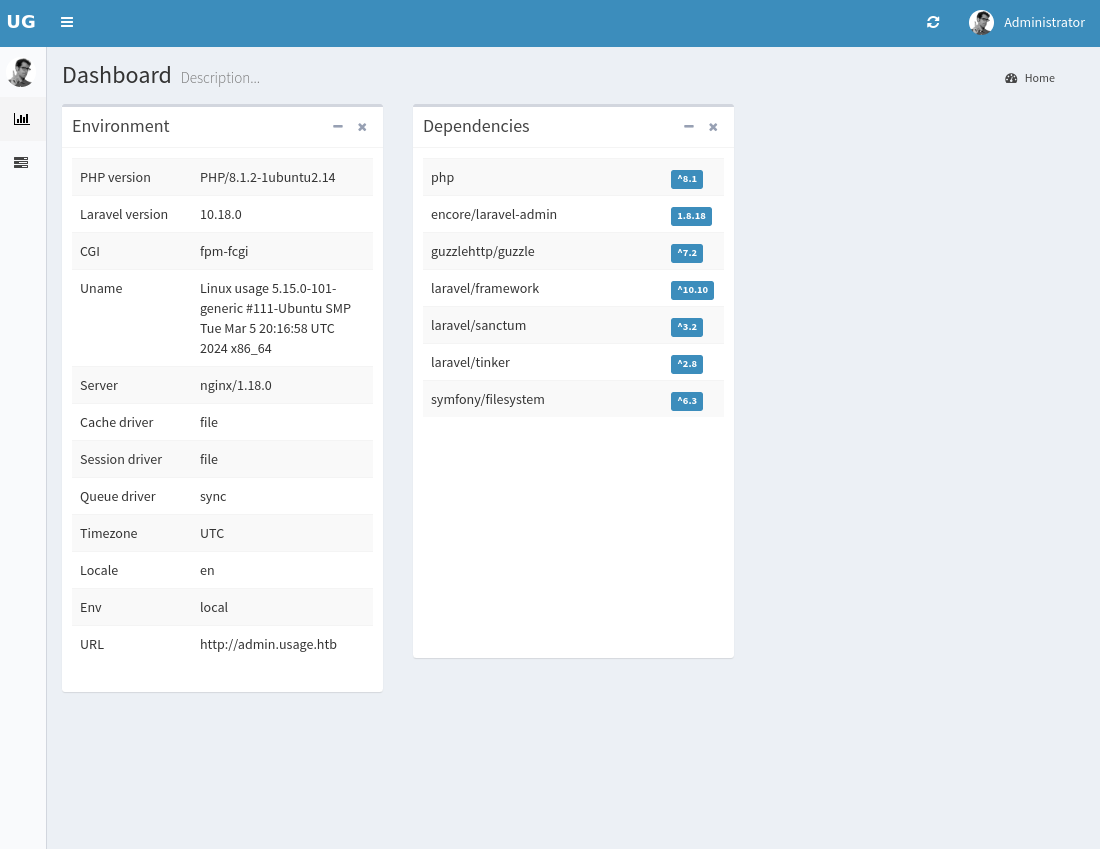 UG
Administrator
Dashboard Description...
Home
Environment
PHP version PHP/8.1.2-1ubuntu2.14
Laravel version 10.18.0
CGI fpm-fcgi
Uname Linux usage 5.15.0-101-
generic #111-Ubuntu SMP
Tue Mar 5 20:16:58 UTC
2024 x86_64
Server nginx/1.18.0
Cache driver file
Session driver file
Queue driver sync
Timezone UTC
Locale en
Env local
URL http://admin.usage.htb
Dependencies
php ^8.1
encore/laravel-admin 1.8.18
guzzlehttp/guzzle ^7.2
laravel/framework ^10.10
laravel/sanctum ^3.2
laravel/tinker ^2.8
symfony/filesystem ^6.3